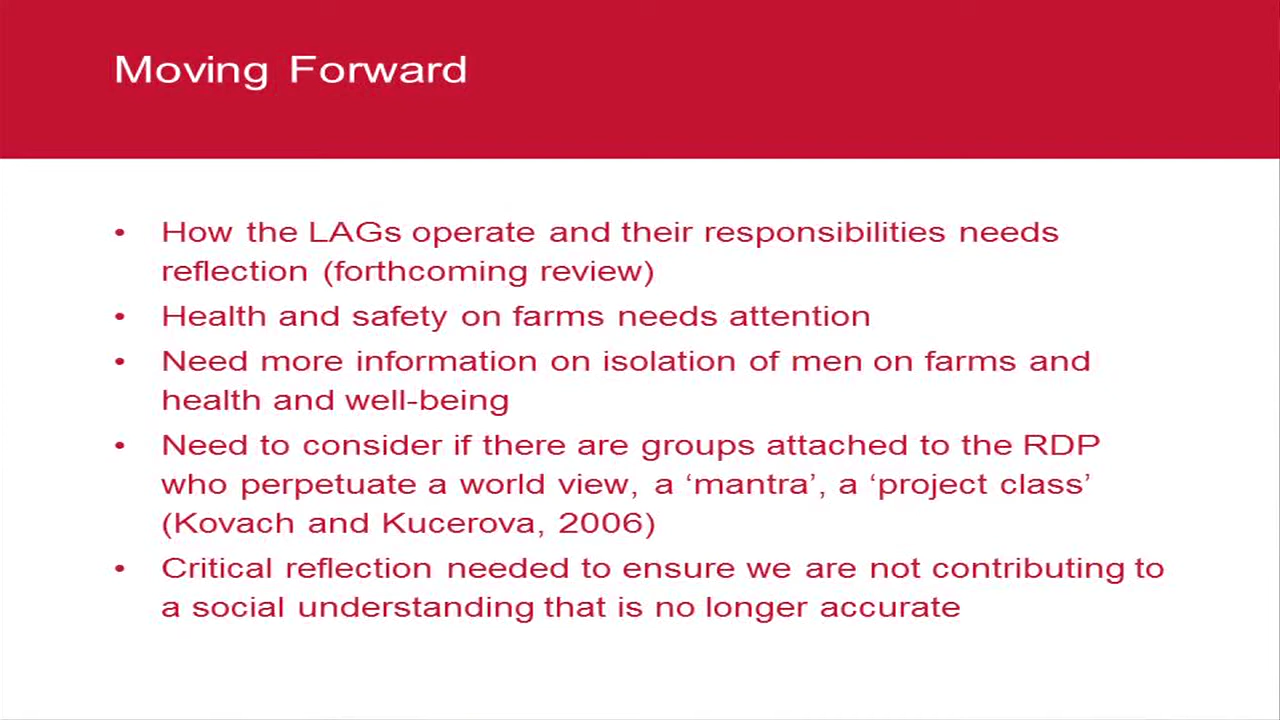 Moving Forward
• How the LAGs operate and their responsibilities needs
reflection (forthcoming review)
• Health and safety on farms needs attention
• Need more information on isolation of men on farms and
health and well-being
• Need to consider if there are groups attached to the RDP
who perpetuate a world view, a ‘mantra’, a ‘project class’
(Kovach and Kucerova, 2006)
• Critical reflection needed to ensure we are not contributing to
a social understanding that is no longer accurate